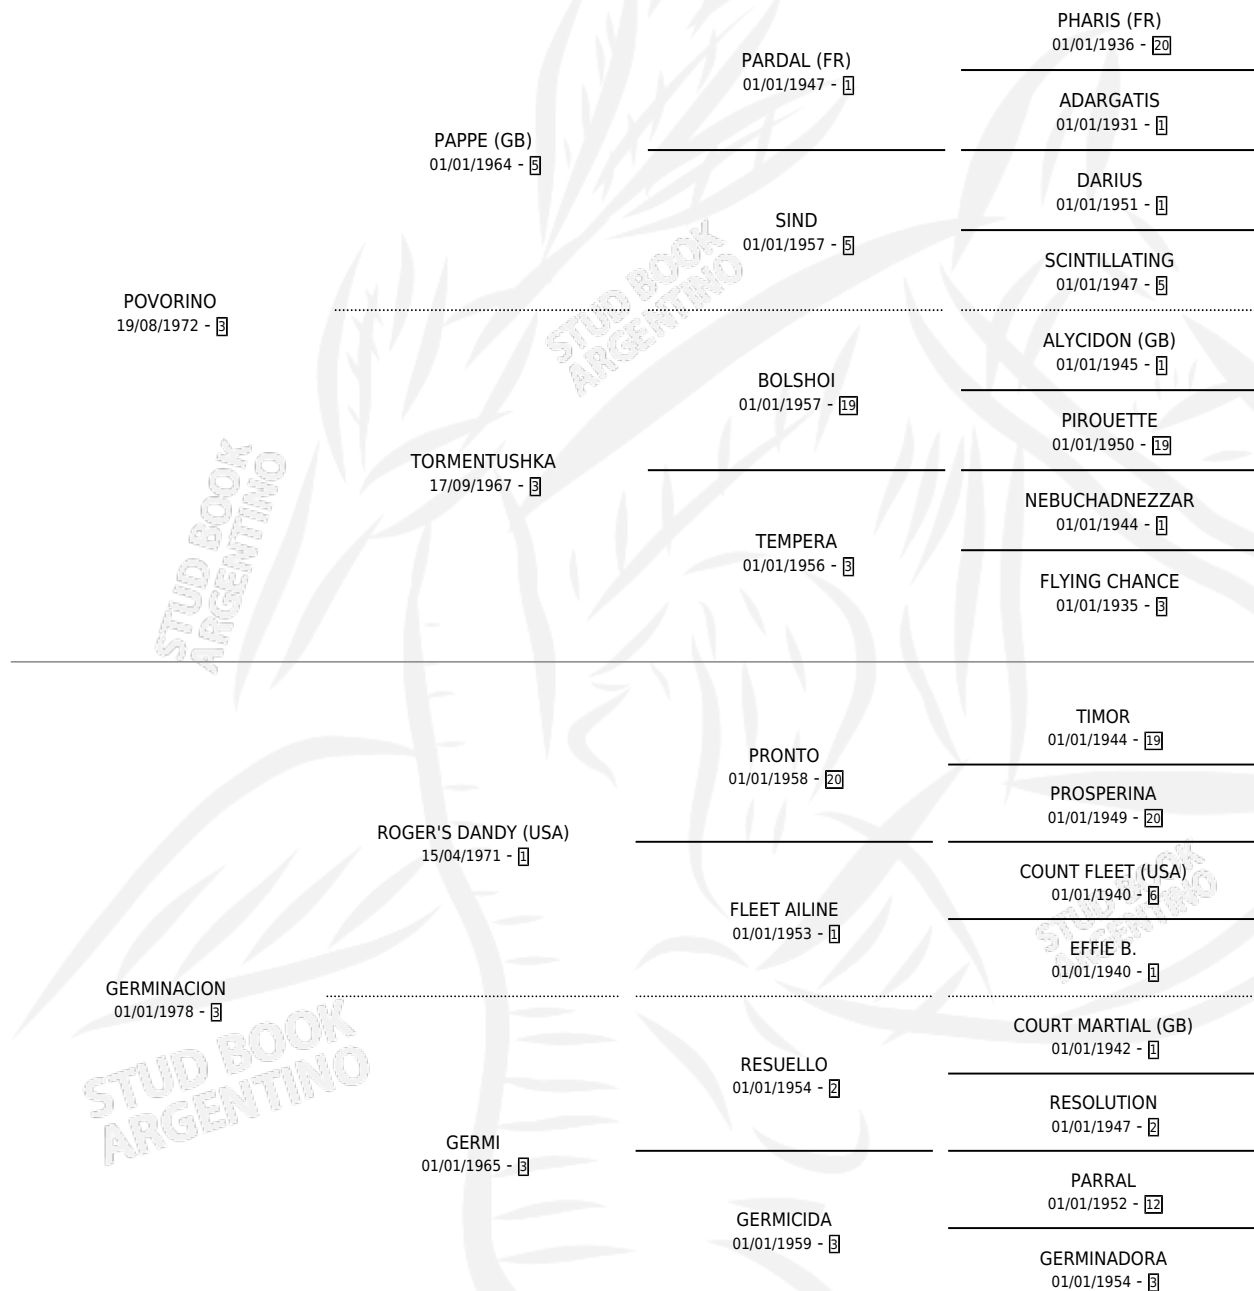 PHARIS (FR)
01/01/1936 - 20
PARDAL (FR)
01/01/1947 - 1
ADARGATIS
01/01/1931 - 1
PAPPE (GB)
01/01/1964 - 5
DARIUS
01/01/1951 - 1
SIND
01/01/1957 - 5
SCINTILLATING
01/01/1947 - 5
POVORINO
19/08/1972 - 3
ALYCIDON (GB)
01/01/1945 - 1
BOLSHOI
01/01/1957 - 19
PIROUETTE
01/01/1950 - 19
TORMENTUSHKA
17/09/1967 - 3
NEBUCHADNEZZAR
01/01/1944 - 1
TEMPERA
01/01/1956 - 3
FLYING CHANCE
01/01/1935 - 3
STUD BOOK
ARGENTINO
STUD BOOK
ARGENTINO
TIMOR
01/01/1944 - 19
PRONTO
01/01/1958 - 20
PROSPERINA
01/01/1949 - 20
ROGER'S DANDY (USA)
15/04/1971 - 1
COUNT FLEET (USA)
01/01/1940 - 6
FLEET AILINE
01/01/1953 - 1
EFFIE B.
01/01/1940 - 1
STUD BOOK
ARGENTINO
GERMINACION
01/01/1978 - 3
COURT MARTIAL (GB)
01/01/1942 - 1
RESUELLO
01/01/1954 - 2
RESOLUTION
01/01/1947 - 2
GERMI
01/01/1965 - 3
PARRAL
01/01/1952 - 12
GERMICIDA
01/01/1959 - 3
GERMINADORA
01/01/1954 - 3
STUD BOOK
ARGENTINO